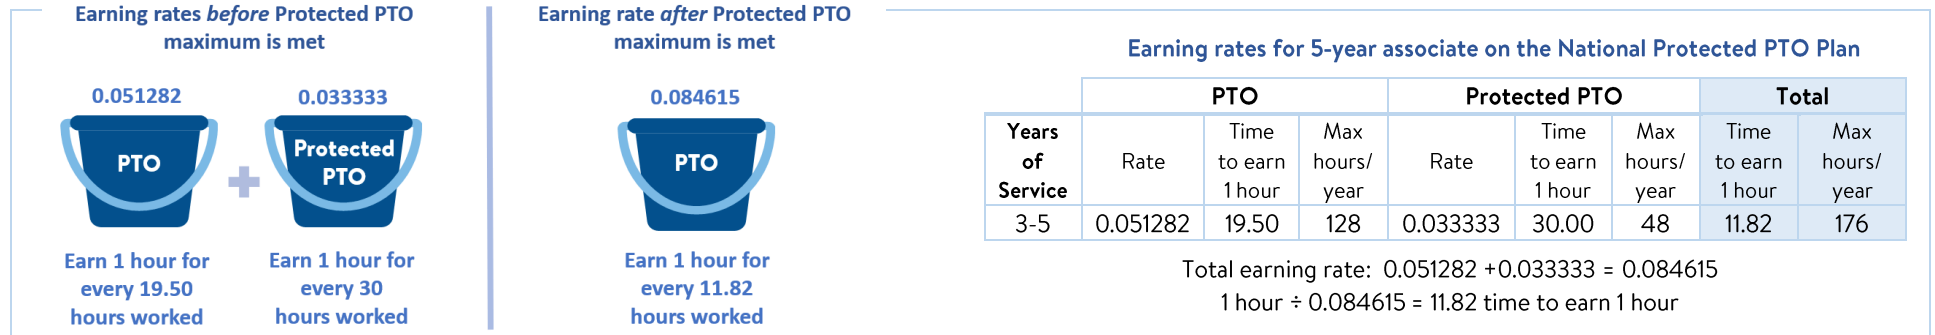 Earning rates before Protected PTO
maximum is met
0.051282
0.033333
PTO
Protected
PTO
Earn 1 hour for
every 19.50
hours worked
Earn 1 hour for
every 30
hours worked
Earning rate after Protected PTO
maximum is met
0.084615
PTO
Earn 1 hour for
every 11.82
hours worked
Earning rates for 5-year associate on the National Protected PTO Plan
PTO Protected PTO Total
Years
of
Service
Rate
Time
to earn
1 hour
Max
hours/
year
Rate
Time
to earn
1 hour
Max
hours/
year
Time
to earn
1 hour
Max
hours/
year
3-5 0.051282 19.50 128 0.033333 30.00 48 11.82 176
Total earning rate: 0.051282 +0.033333 = 0.084615
1 hour ÷ 0.084615 = 11.82 time to earn 1 hour